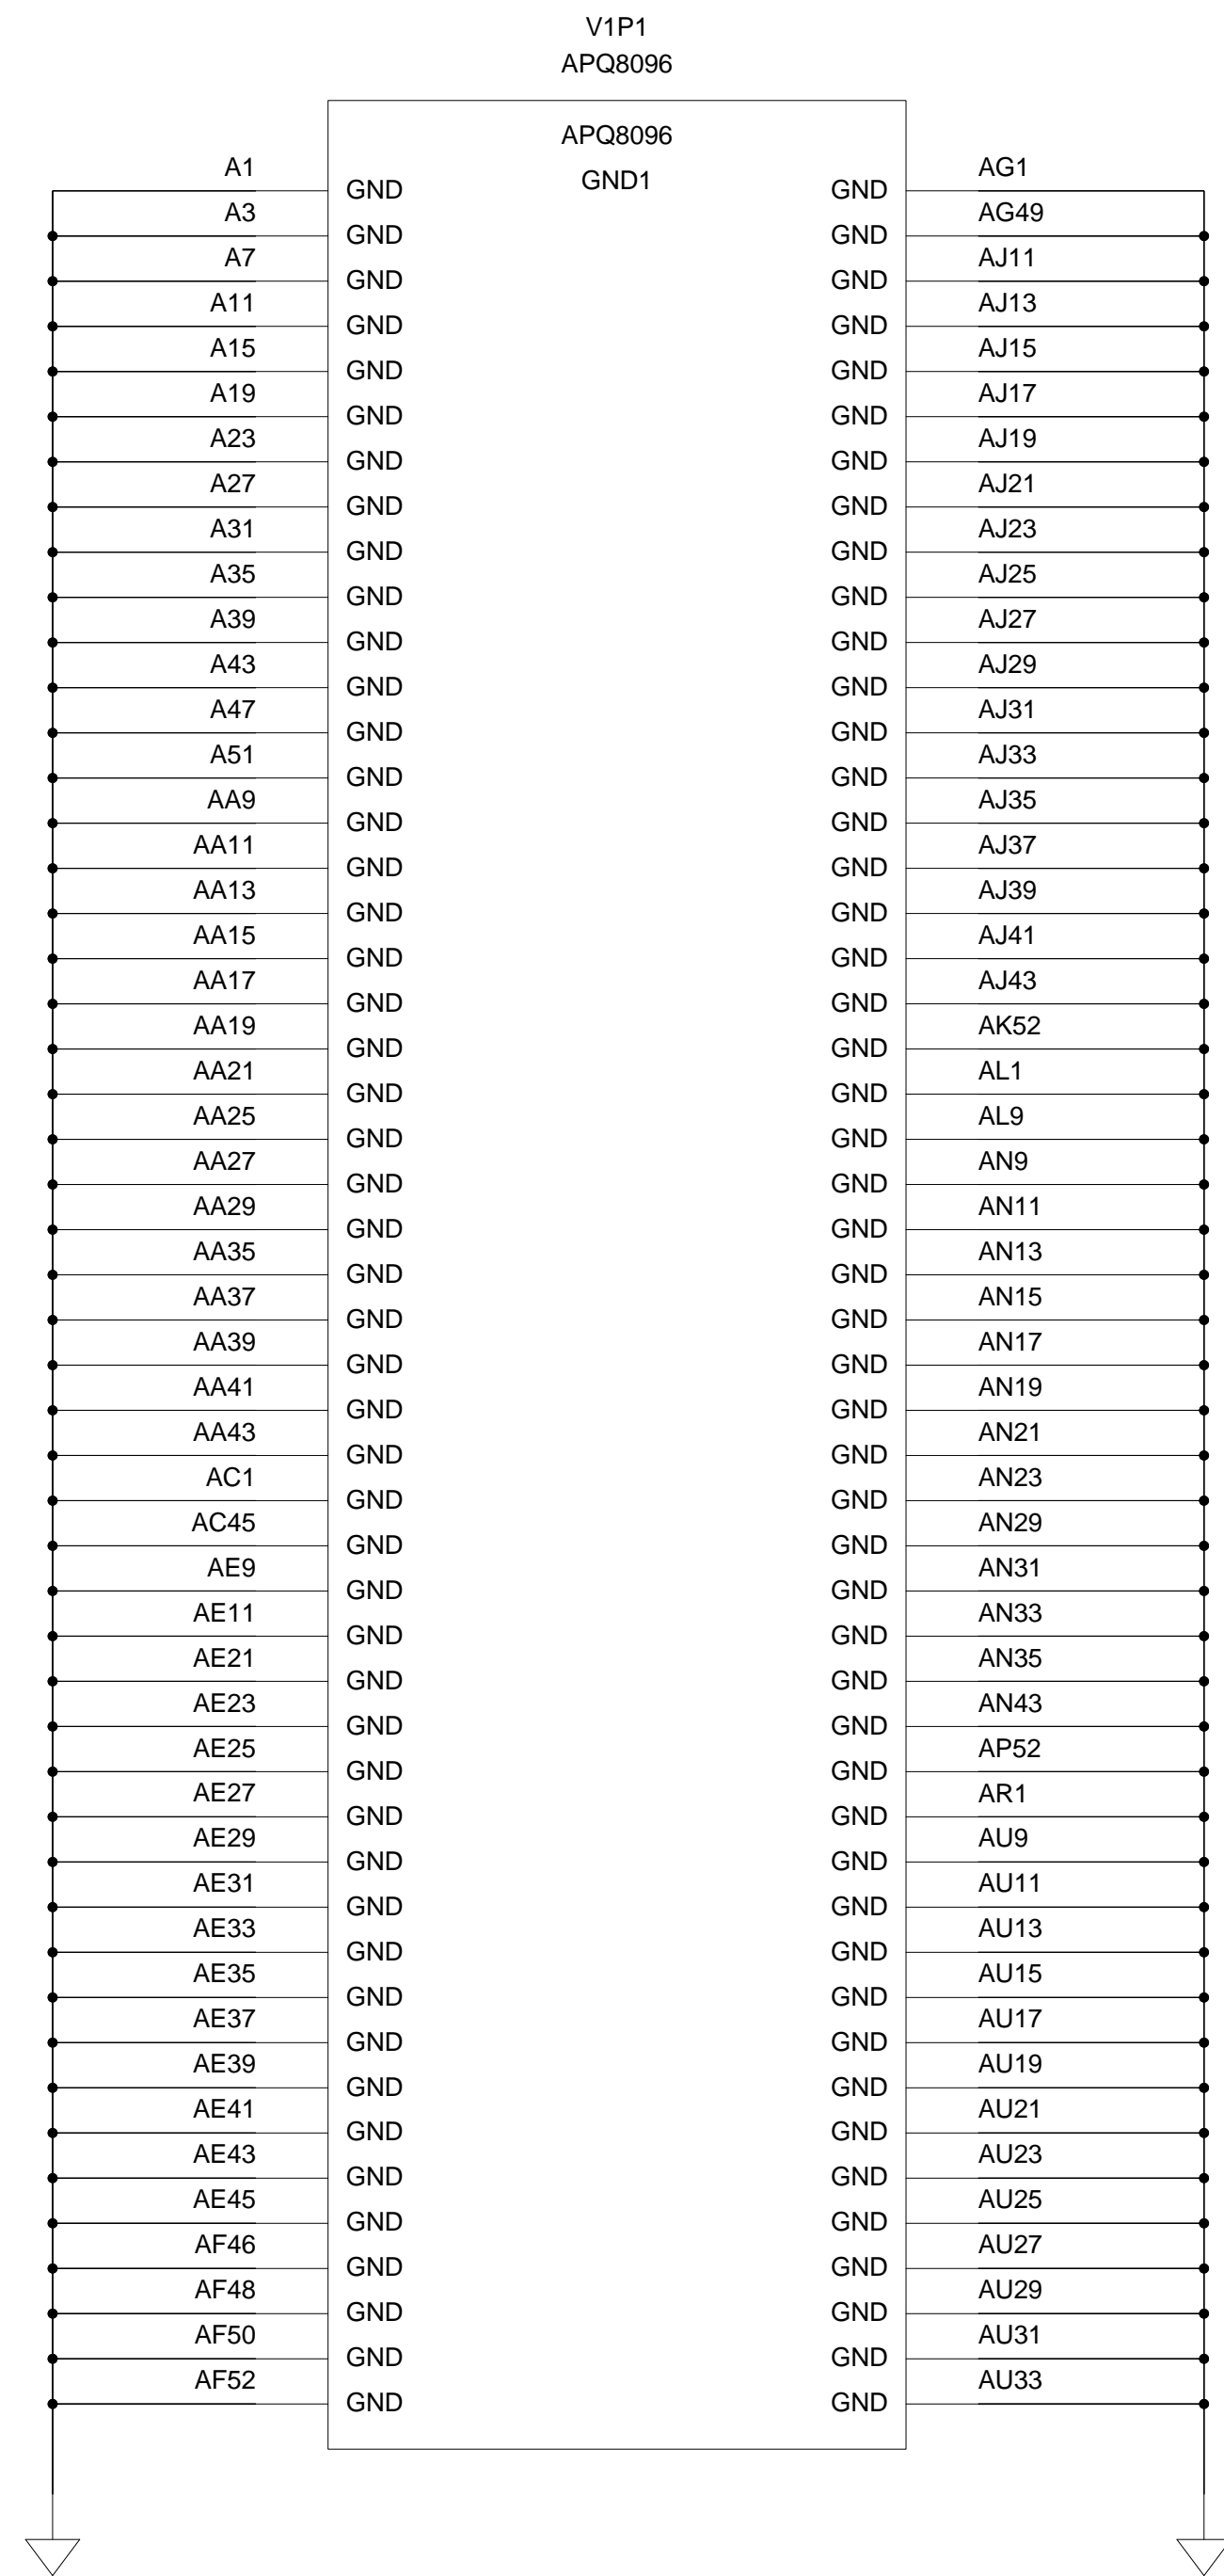 V1P1
APQ8096
APQ8096
GND1
A1 GND GND AG1
A3 GND GND AG49
A7 GND GND AJ11
A11 GND GND AJ13
A15 GND GND AJ15
A19 GND GND AJ17
A23 GND GND AJ19
A27 GND GND AJ21
A31 GND GND AJ23
A35 GND GND AJ25
A39 GND GND AJ27
A43 GND GND AJ29
A47 GND GND AJ31
A51 GND GND AJ33
AA9 GND GND AJ35
AA11 GND GND AJ37
AA13 GND GND AJ39
AA15 GND GND AJ41
AA17 GND GND AJ43
AA19 GND GND AK52
AA21 GND GND AL1
AA25 GND GND AL9
AA27 GND GND AN9
AA29 GND GND AN11
AA35 GND GND AN13
AA37 GND GND AN15
AA39 GND GND AN17
AA41 GND GND AN19
AA43 GND GND AN21
AC1 GND GND AN23
AC45 GND GND AN29
AE9 GND GND AN31
AE11 GND GND AN33
AE21 GND GND AN35
AE23 GND GND AN43
AE25 GND GND AP52
AE27 GND GND AR1
AE29 GND GND AU9
AE31 GND GND AU11
AE33 GND GND AU13
AE35 GND GND AU15
AE37 GND GND AU17
AE39 GND GND AU19
AE41 GND GND AU21
AE43 GND GND AU23
AE45 GND GND AU25
AF46 GND GND AU27
AF48 GND GND AU29
AF50 GND GND AU31
AF52 GND GND AU33